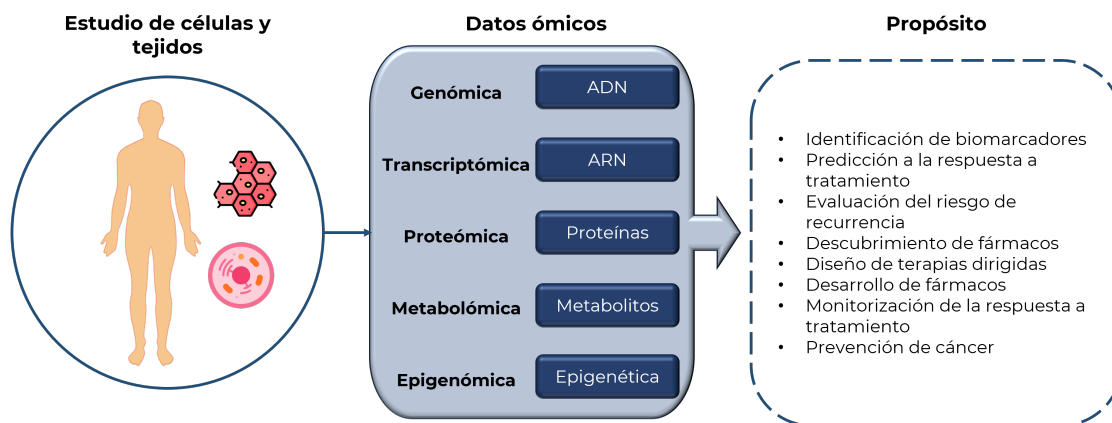 Estudio de células y
tejidos
Datos ómicos
Genómica
ADN
Transcriptómica
ARN
Proteómica
Proteínas
Metabolómica
Metabolitos
Epigenómica
Epigenética
Propósito
• Identificación de biomarcadores
• Predicción a la respuesta a
tratamiento
• Evaluación del riesgo de
recurrencia
• Descubrimiento de fármacos
• Diseño de terapias dirigidas
• Desarrollo de fármacos
• Monitorización de la respuesta a
tratamiento
• Prevención de cáncer